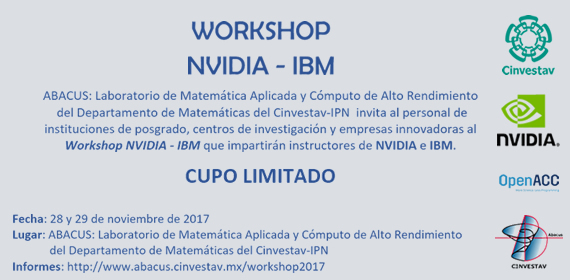 WORKSHOP
NVIDIA - IBM
ABACUS: Laboratorio de Matemática Aplicada y Cómputo de Alto Rendimiento
del Departamento de Matemáticas del Cinvestav-IPN invita al personal de
instituciones de posgrado, centros de investigación y empresas innovadoras al
Workshop NVIDIA - IBM que impartirán instructores de NVIDIA e IBM.
CUPO LIMITADO
Fecha: 28 y 29 de noviembre de 2017
Lugar: ABACUS: Laboratorio de Matemática Aplicada y Cómputo de Alto Rendimiento
del Departamento de Matemáticas del Cinvestav-IPN
Informes: http://www.abacus.cinvestav.mx/workshop2017
Cinvestav
NVIDIA.
OpenACC
Abacus
CINVESTAV